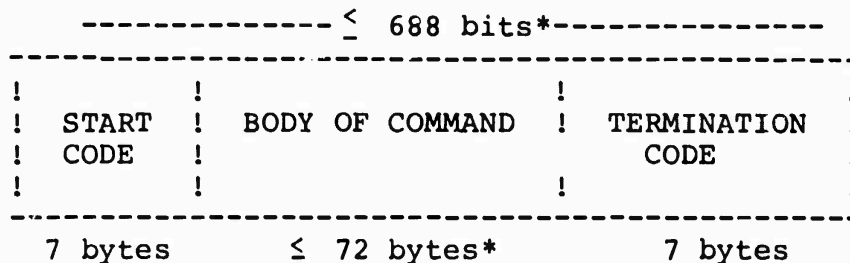 --------------- ≤ 688 bits*----------------
--------------------------------------------------
! ! !
! START ! BODY OF COMMAND ! TERMINATION
! CODE ! CODE
! ! !
--------------------------------------------------
7 bytes ≤ 72 bytes* 7 bytes